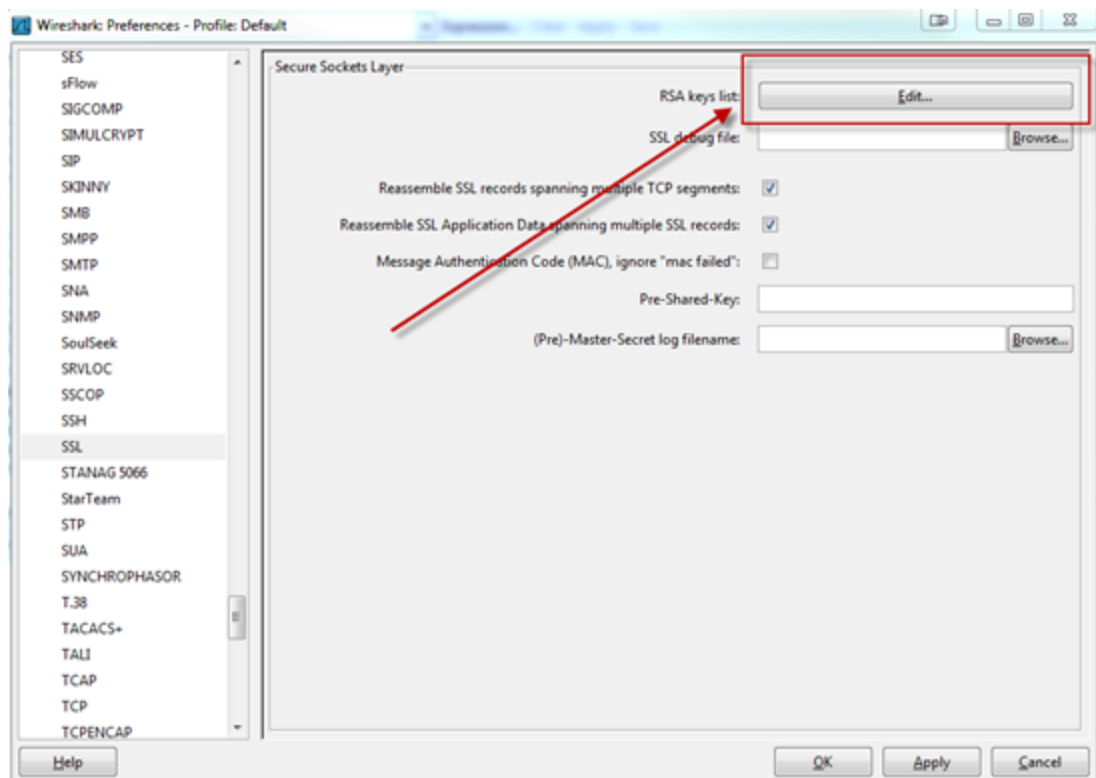 Wireshark: Preferences - Profile: Default
SES
sFlow
SIGCOMP
SIMULCRYPT
SIP
SKINNY
SMB
SMPP
SMTP
SNA
SNMP
SoulSeek
SRVLOC
SSCOP
SSH
SSL
STANAG 5066
StarTeam
STP
SUA
SYNCHROPHASOR
T.38
TACACS+
TALI
TCAP
TCP
TCPENCAP
Secure Sockets Layer
RSA keys list: Edit...
SSL debug file: Browse...
Reassemble SSL records spanning multiple TCP segments:
Reassemble SSL Application Data spanning multiple SSL records:
Message Authentication Code (MAC), ignore "mac failed":
Pre-Shared-Key:
(Pre)-Master-Secret log filename: Browse...
Help OK Apply Cancel